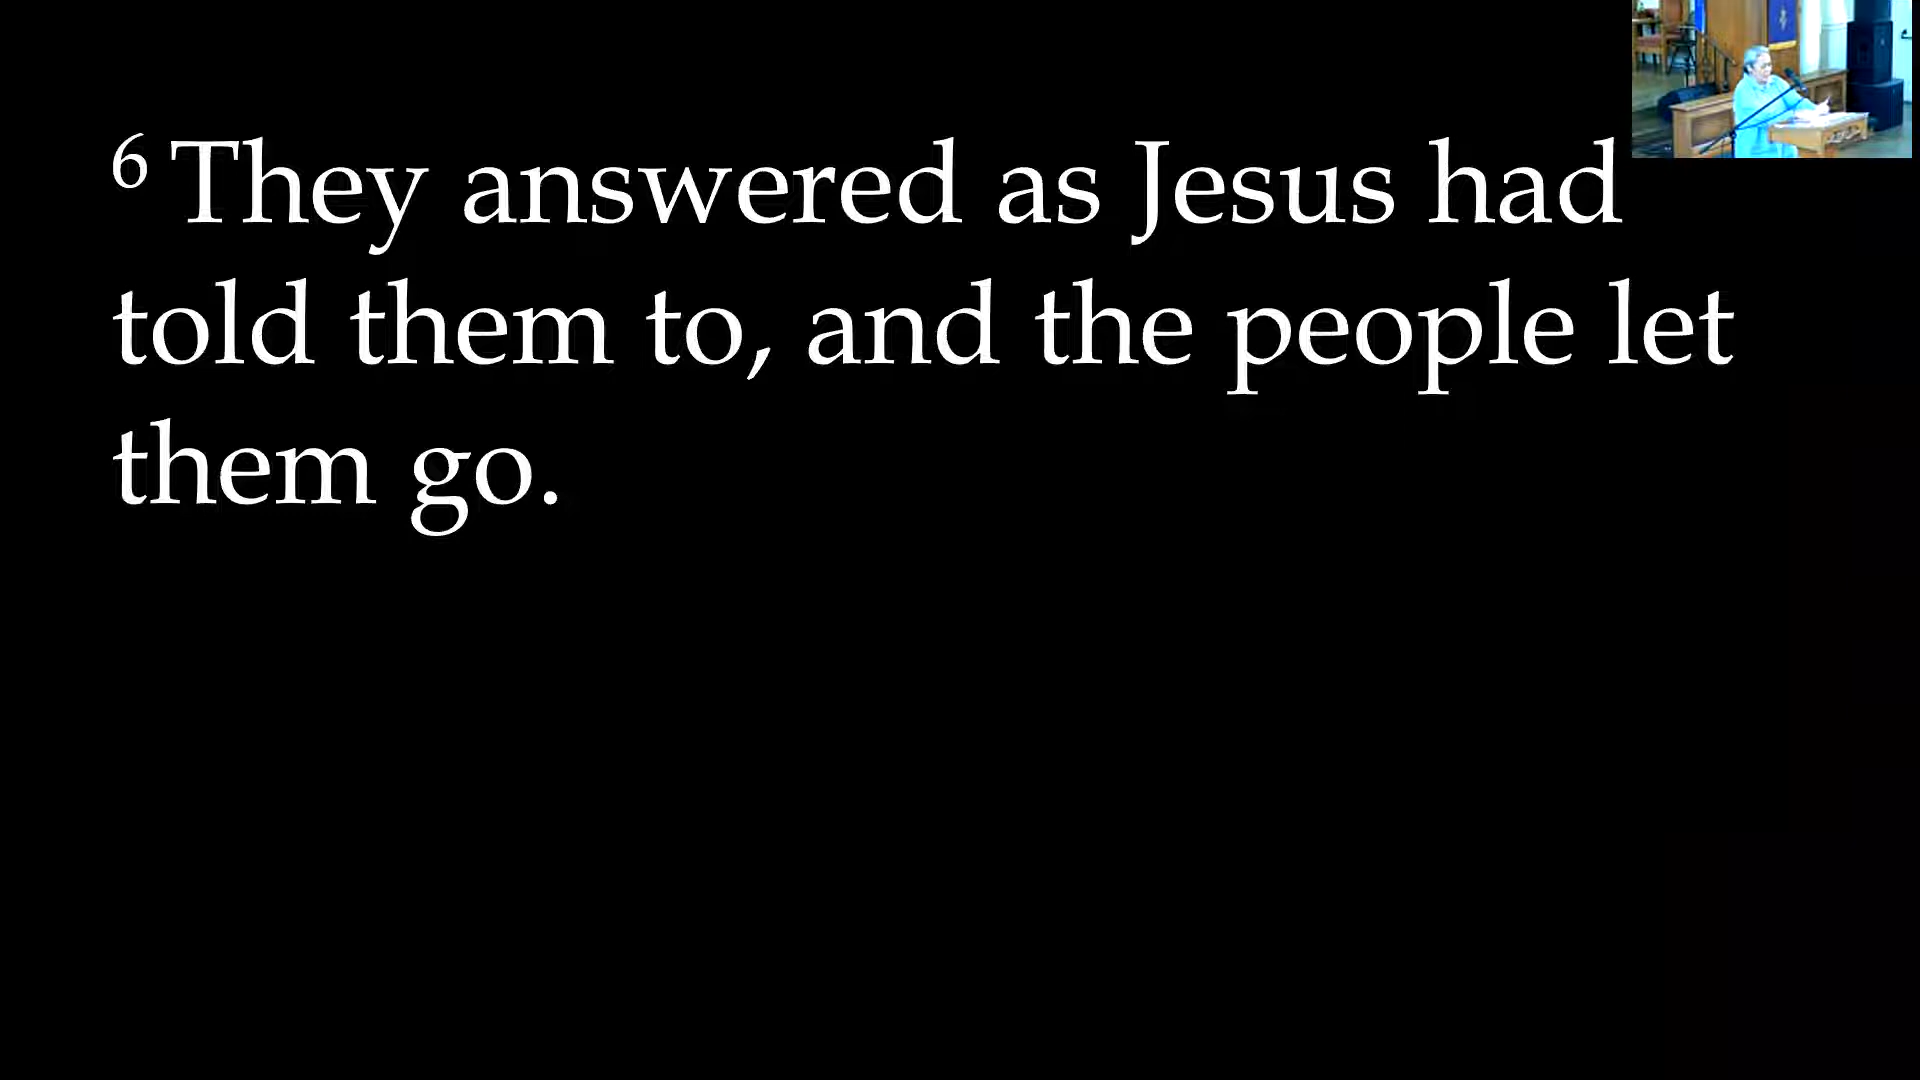 6 They answered as Jesus had
told them to, and the people let
them go.